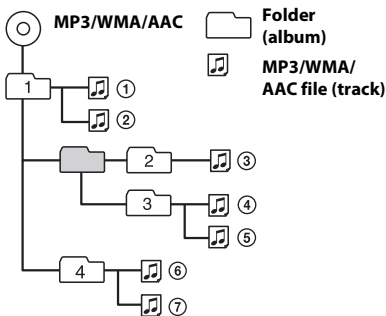 MP3/WMA/AAC
Folder
(album)
MP3/WMA/
AAC file (track)
1
①
②
2
③
3
④
⑤
4
⑥
⑦